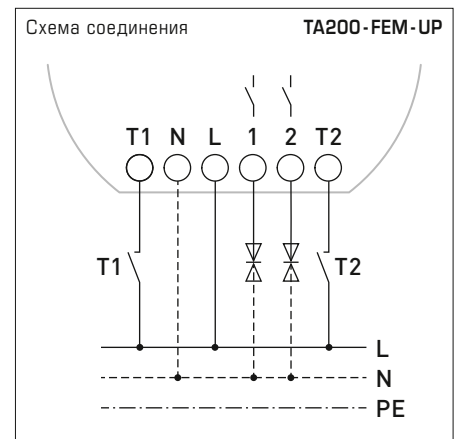 Схема соединения TA200-FEM-UP
T1 N L 1 2 T2
T1 T2
L
N
PE